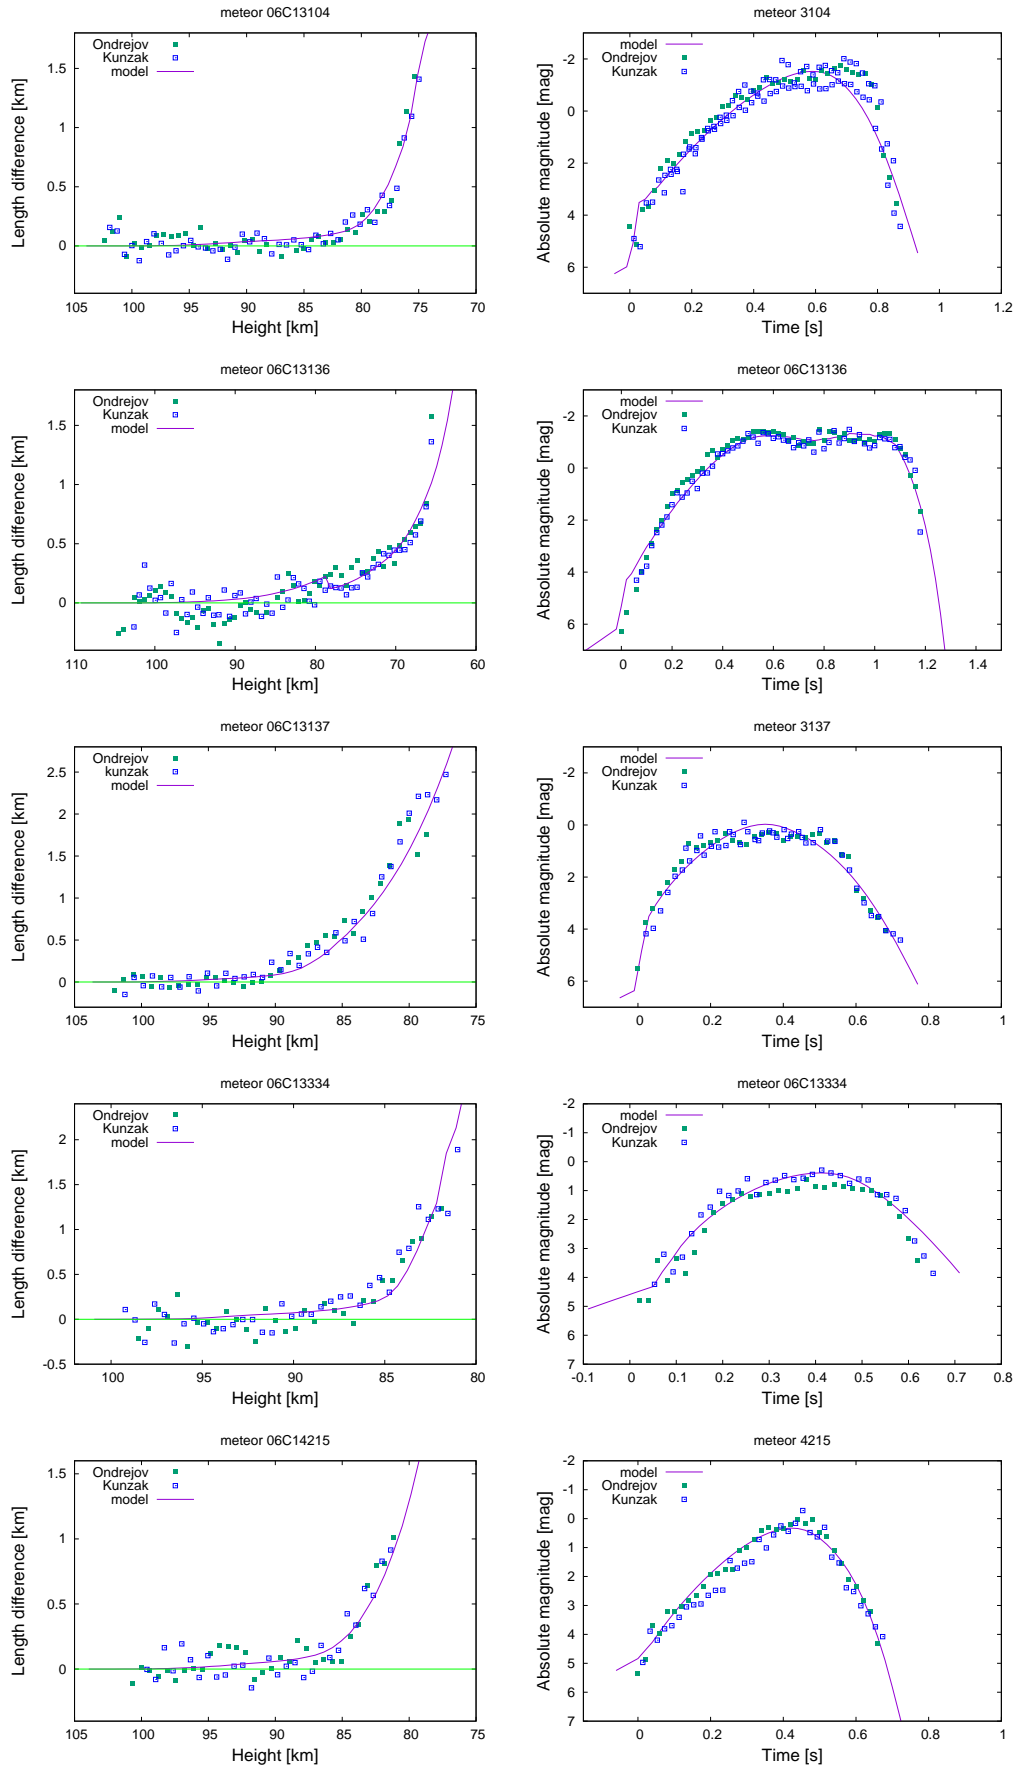 meteor 06C13104
Length difference [km]
Ondrejov
Kunzak
model
1.5
1
0.5
0
105 100 95 90 85 80 75 70
Height [km]
meteor 3104
Absolute magnitude [mag]
model
Ondrejov
Kunzak
-2
0
2
4
6
0 0.2 0.4 0.6 0.8 1 1.2
Time [s]
meteor 06C13136
Length difference [km]
Ondrejov
Kunzak
model
1.5
1
0.5
0
110 100 90 80 70 60
Height [km]
meteor 06C13136
Absolute magnitude [mag]
model
Ondrejov
Kunzak
-2
0
2
4
6
0 0.2 0.4 0.6 0.8 1 1.2 1.4
Time [s]
meteor 06C13137
Length difference [km]
Ondrejov
kunzak
model
2.5
2
1.5
1
0.5
0
105 100 95 90 85 80 75
Height [km]
meteor 3137
Absolute magnitude [mag]
model
Ondrejov
Kunzak
-2
0
2
4
6
0 0.2 0.4 0.6 0.8 1
Time [s]
meteor 06C13334
Length difference [km]
Ondrejov
Kunzak
model
2
1.5
1
0.5
0
-0.5
100 95 90 85 80
Height [km]
meteor 06C13334
Absolute magnitude [mag]
model
Ondrejov
Kunzak
-2
-1
0
1
2
3
4
5
6
7
-0.1 0 0.1 0.2 0.3 0.4 0.5 0.6 0.7 0.8
Time [s]
meteor 06C14215
Length difference [km]
Ondrejov
Kunzak
model
1.5
1
0.5
0
105 100 95 90 85 80 75
Height [km]
meteor 4215
Absolute magnitude [mag]
model
Ondrejov
Kunzak
-2
-1
0
1
2
3
4
5
6
7
0 0.2 0.4 0.6 0.8 1
Time [s]